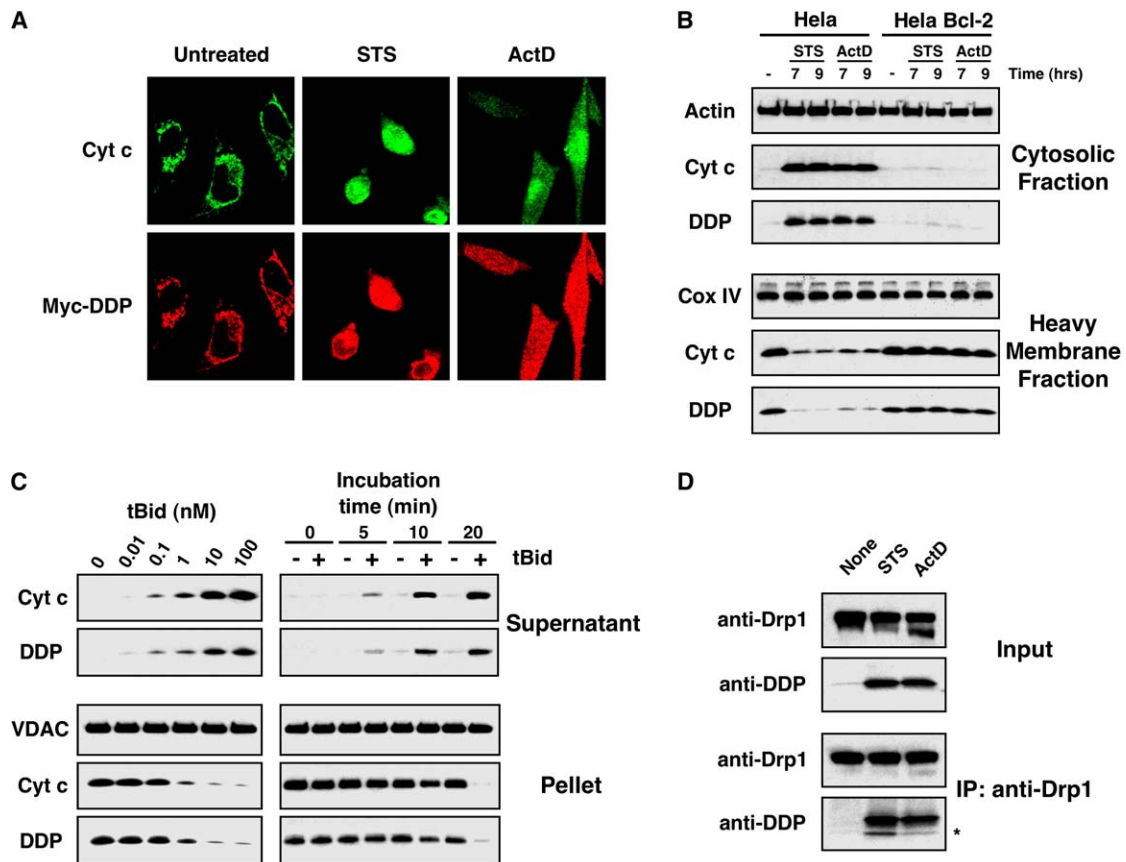 A
Untreated STS ActD
Cyt c
Myc-DDP
B
Hela Hela Bcl-2
STS ActD STS ActD
- 7 9 7 9 - 7 9 7 9 Time (hrs)
Actin
Cyt c
DDP
Cytosolic
Fraction
Cox IV
Cyt c
DDP
Heavy
Membrane
Fraction
C
tBid (nM)
0 0.01 0.1 1 10 100
Incubation
time (min)
0 5 10 20
- + - + - + - + tBid
Cyt c
DDP
Supernatant
VDAC
Cyt c
DDP
Pellet
D
None STS ActD
anti-Drp1
anti-DDP
Input
anti-Drp1
anti-DDP
IP: anti-Drp1
*